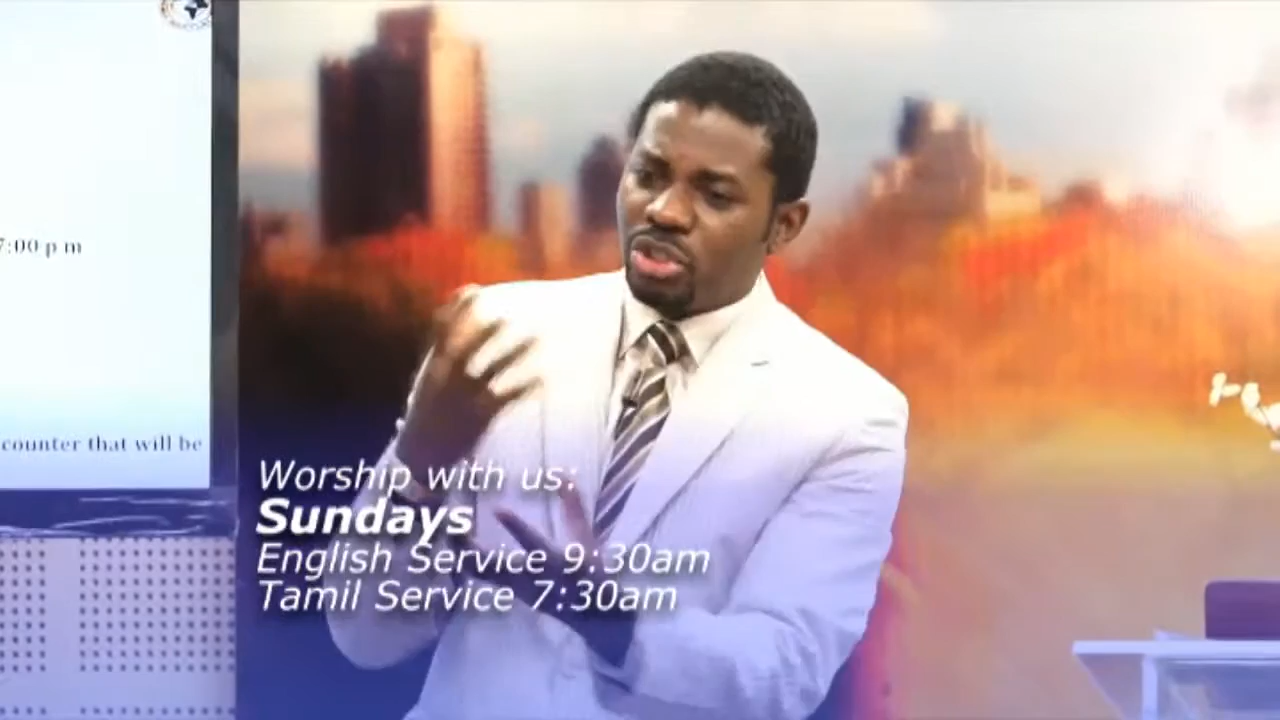 7:00 p m
counter that will be
Worship with us:
Sundays
English Service 9:30am
Tamil Service 7:30am